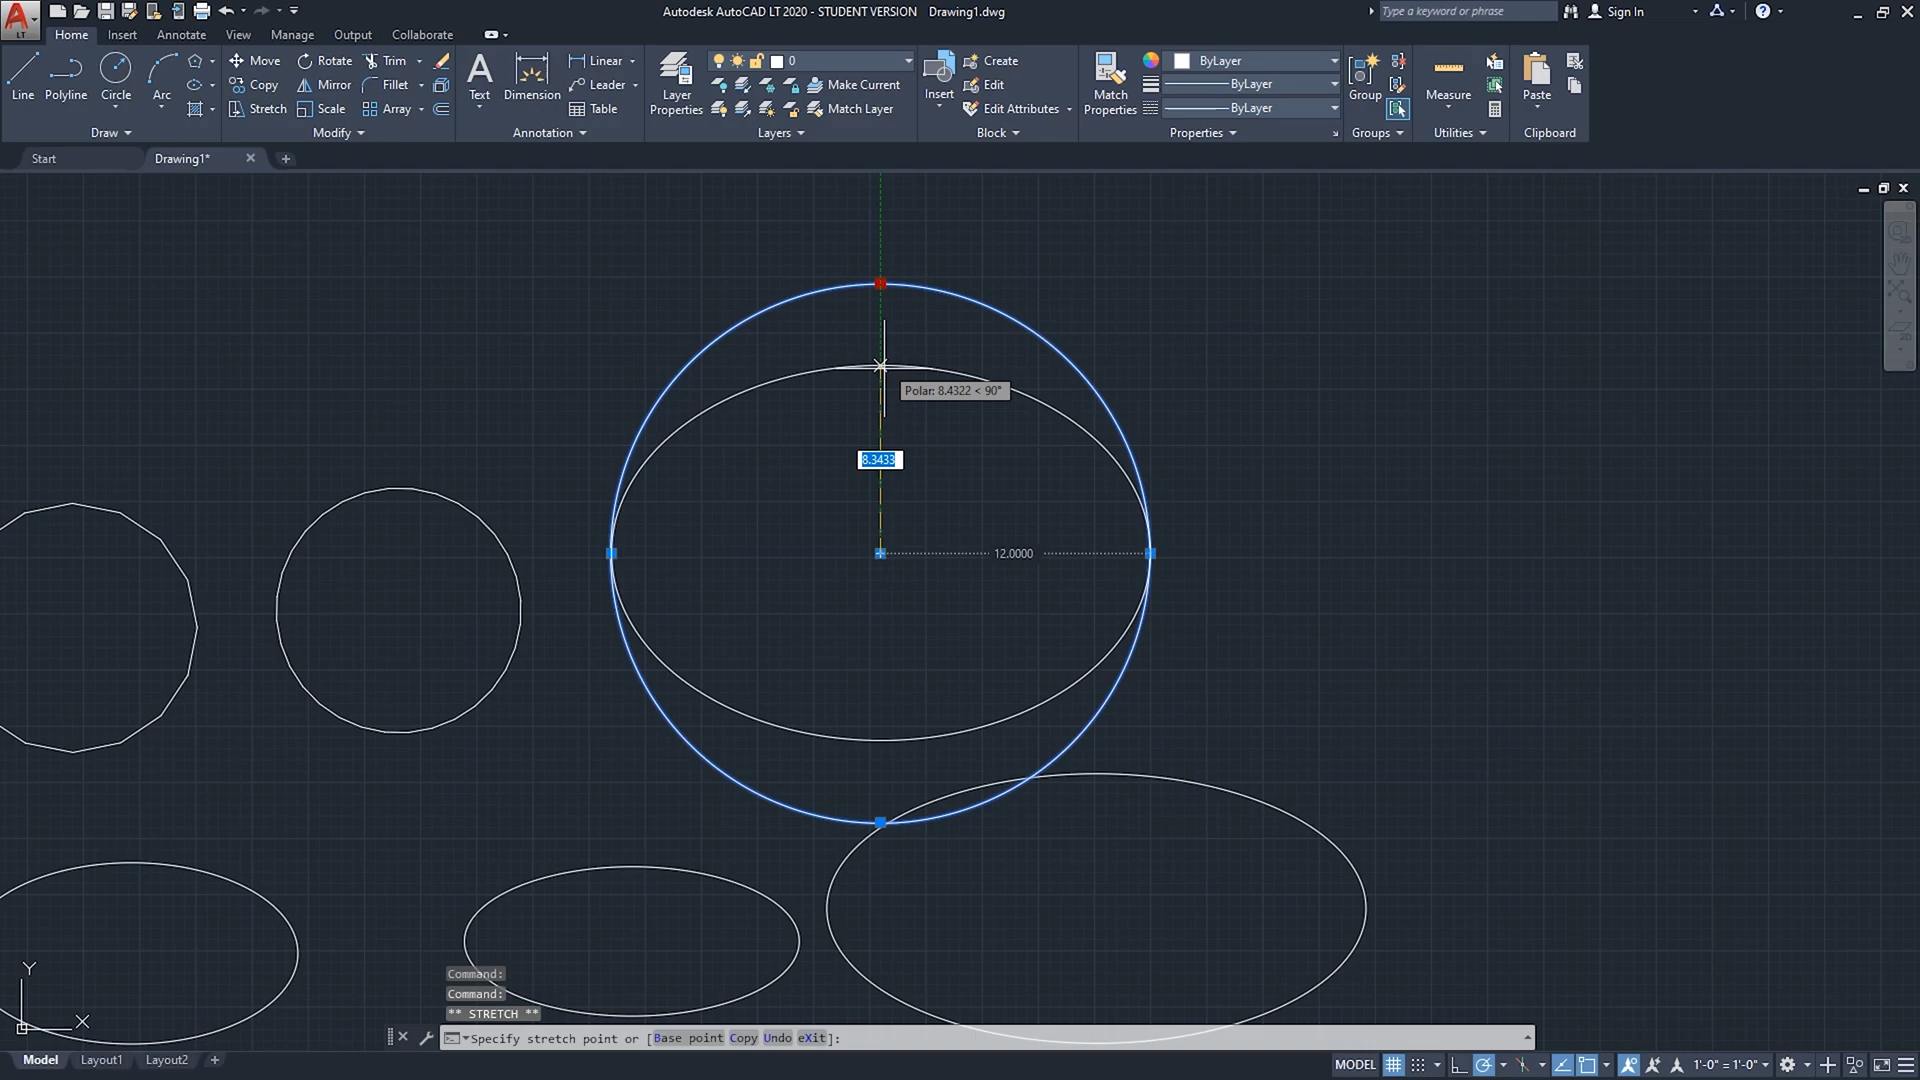 Autodesk AutoCAD LT 2020 - STUDENT VERSION Drawing1.dwg
Type a keyword or phrase
Sign In
LT
Home Insert Annotate View Manage Output Collaborate
Line Polyline Circle Arc
Move Rotate Trim
Copy Mirror Fillet
Stretch Scale Array
Text Dimension
Linear
Leader
Table
Layer Properties
0
Make Current
Match Layer
Insert
Create
Edit
Edit Attributes
Match Properties
ByLayer
ByLayer
ByLayer
Group
Measure
Paste
Draw Modify Annotation Layers Block Properties Groups Utilities Clipboard
Start Drawing1*
Polar: 8.4322 < 90°
8.3433
12.0000
Y
X
Command:
Command:
** STRETCH **
Specify stretch point or [Base point Copy Undo eXit]:
Model Layout1 Layout2
MODEL
1'-0" = 1'-0"